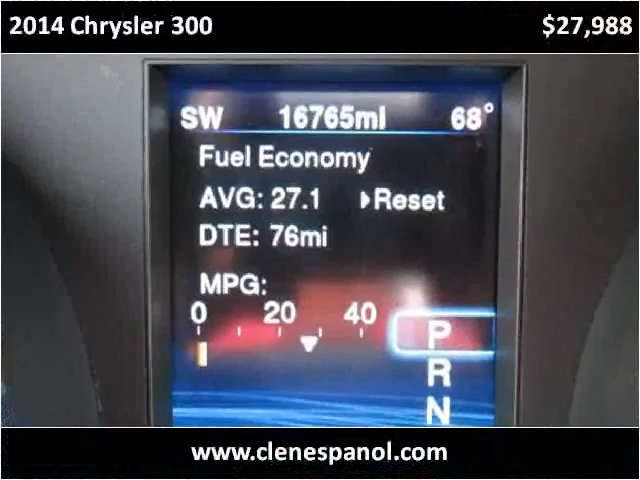 2014 Chrysler 300 $27,988
SW 16765mi 68°
Fuel Economy
AVG: 27.1 Reset
DTE: 76mi
MPG:
0 20 40
P
R
N
www.clenespanol.com